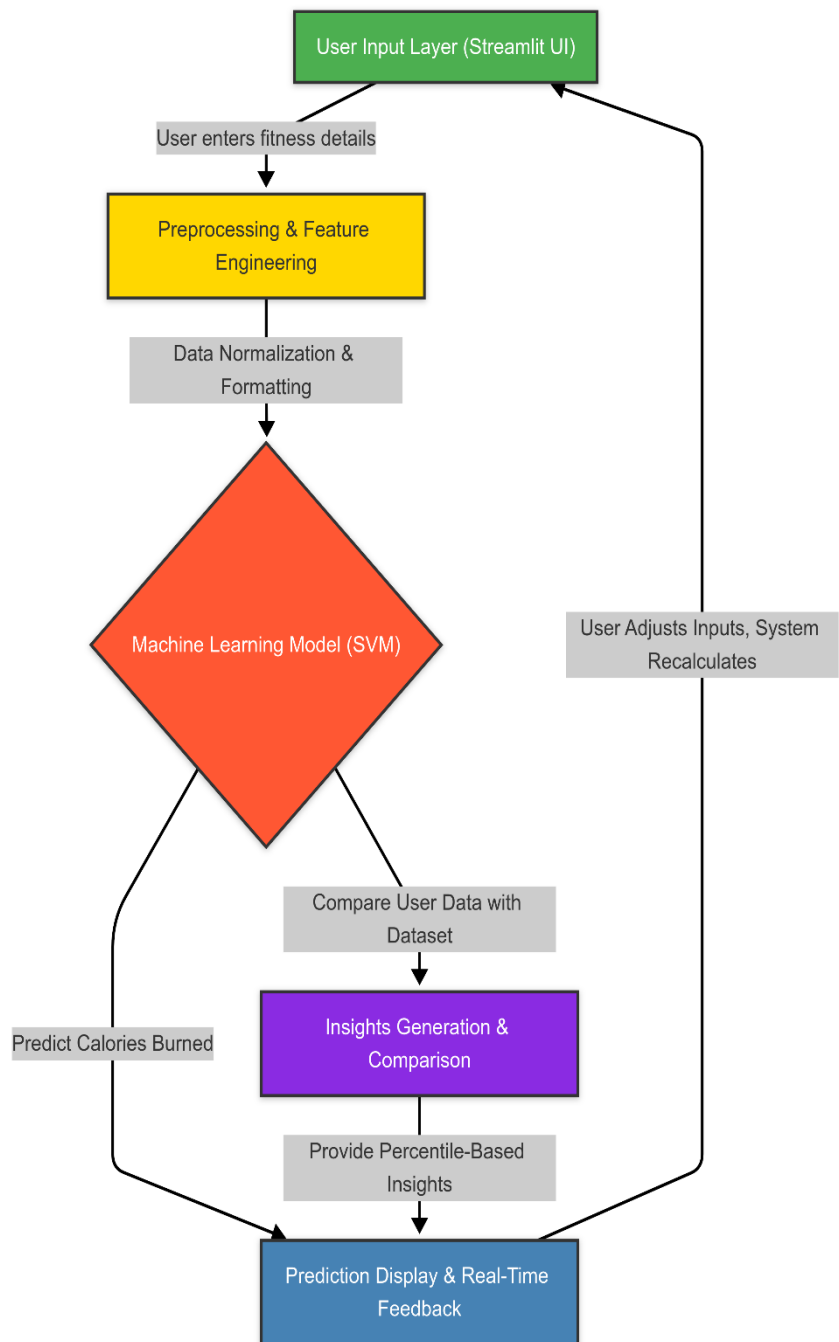 User Input Layer (Streamlit UI)
User enters fitness details
Preprocessing & Feature
Engineering
Data Normalization &
Formatting
Machine Learning Model (SVM)
User Adjusts Inputs, System
Recalculates
Compare User Data with
Dataset
Predict Calories Burned
Insights Generation &
Comparison
Provide Percentile-Based
Insights
Prediction Display & Real-Time
Feedback